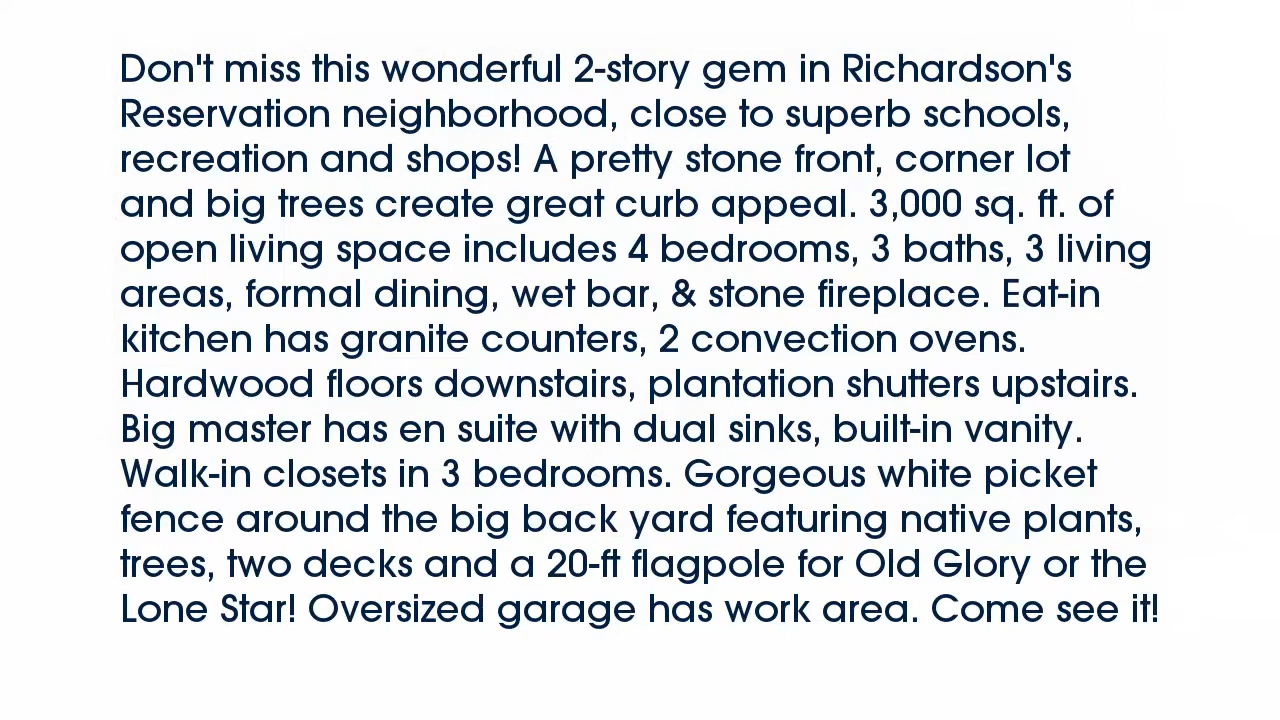 Don't miss this wonderful 2-story gem in Richardson's
Reservation neighborhood, close to superb schools,
recreation and shops! A pretty stone front, corner lot
and big trees create great curb appeal. 3,000 sq. ft. of
open living space includes 4 bedrooms, 3 baths, 3 living
areas, formal dining, wet bar, & stone fireplace. Eat-in
kitchen has granite counters, 2 convection ovens.
Hardwood floors downstairs, plantation shutters upstairs.
Big master has en suite with dual sinks, built-in vanity.
Walk-in closets in 3 bedrooms. Gorgeous white picket
fence around the big back yard featuring native plants,
trees, two decks and a 20-ft flagpole for Old Glory or the
Lone Star! Oversized garage has work area. Come see it!